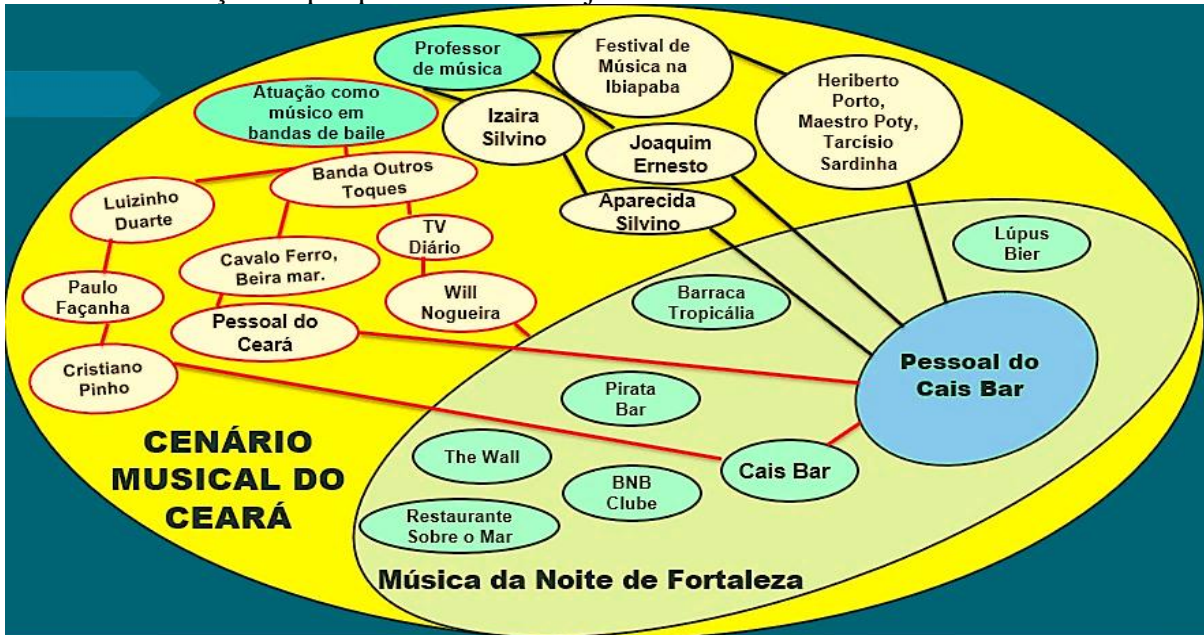 Professor
de música
Festival de
Música na
Ibiapaba
Heriberto
Porto,
Maestro Poty,
Tarcísio
Sardinha
Atuação como
músico em
bandas de baile
Izaira
Silvino
Joaquim
Ernesto
Banda Outros
Toques
Luizinho
Duarte
Aparecida
Silvino
TV
Diário
Lúpus
Bier
Cavalo Ferro,
Beira mar.
Paulo
Façanha
Will
Nogueira
Barraca
Tropicália
Pessoal do
Ceará
Cristiano
Pinho
Pessoal do
Cais Bar
Pirata
Bar
CENÁRIO
MUSICAL DO
CEARÁ
The Wall
BNB
Clube
Cais Bar
Restaurante
Sobre o Mar
Música da Noite de Fortaleza